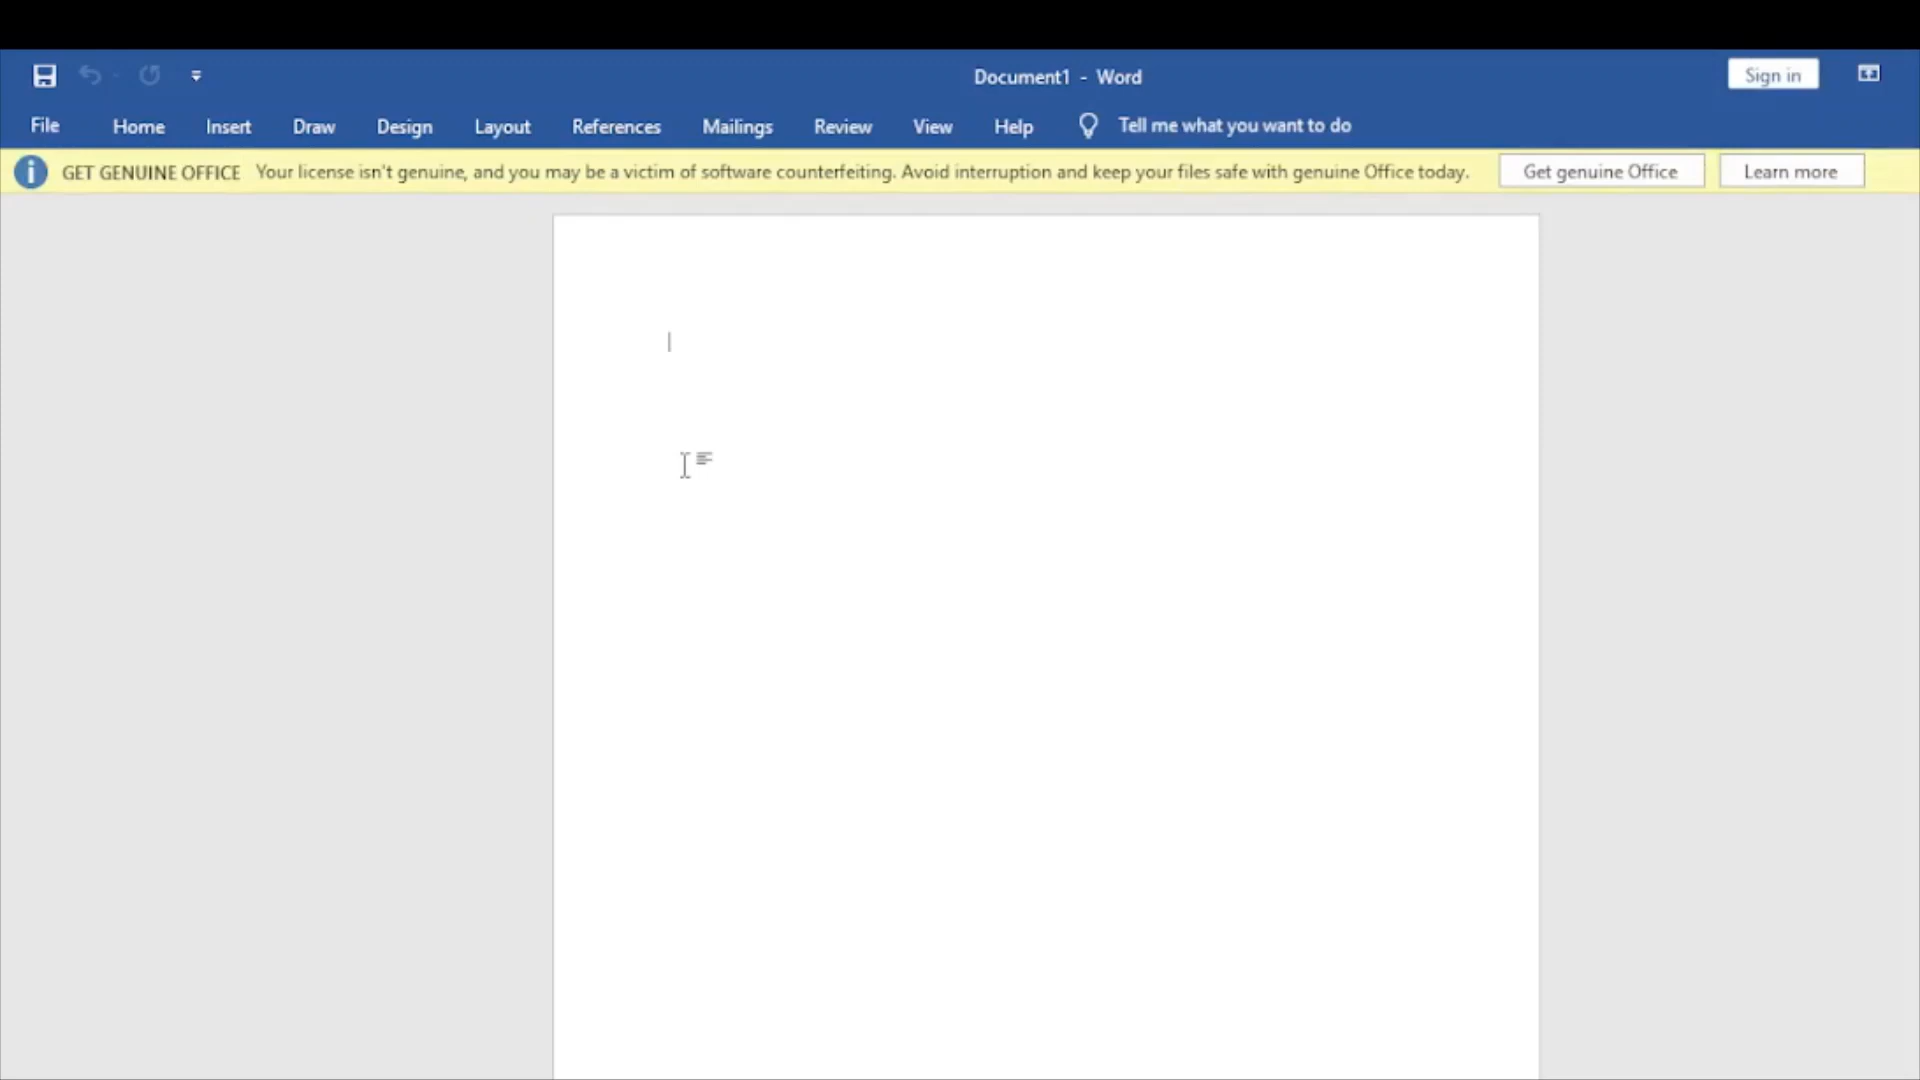 Document1 - Word
Sign in
File Home Insert Draw Design Layout References Mailings Review View Help Tell me what you want to do
GET GENUINE OFFICE Your license isn't genuine, and you may be a victim of software counterfeiting. Avoid interruption and keep your files safe with genuine Office today. Get genuine Office Learn more